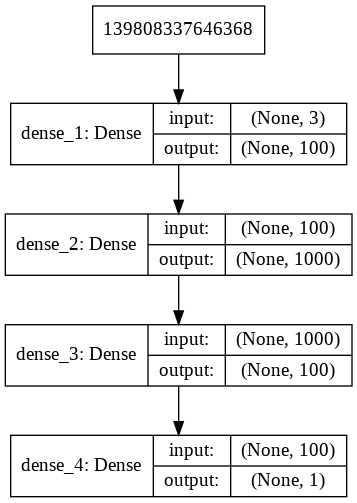 139808337646368
dense_1: Dense
input:
(None, 3)
output:
(None, 100)
dense_2: Dense
input:
(None, 100)
output:
(None, 1000)
dense_3: Dense
input:
(None, 1000)
output:
(None, 100)
dense_4: Dense
input:
(None, 100)
output:
(None, 1)